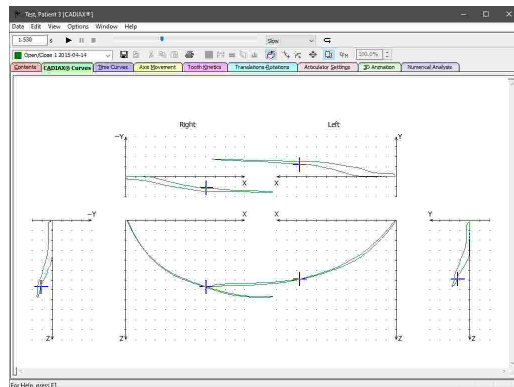 Test, Patient 3 [CADIAX®]
Data Edit View Options Window Help
1.530 s Slow
Open/Close 1 2015-04-14 100.0%
Contents CADIAX® Curves Time Curves Axis Movement Tooth Kinetics Translations-Rotations Articulator Settings 3D Animation Numerical Analysis
Right Left
-Y Y
X X
-Y X X Y
Z Z Z Z
For Help, press F1